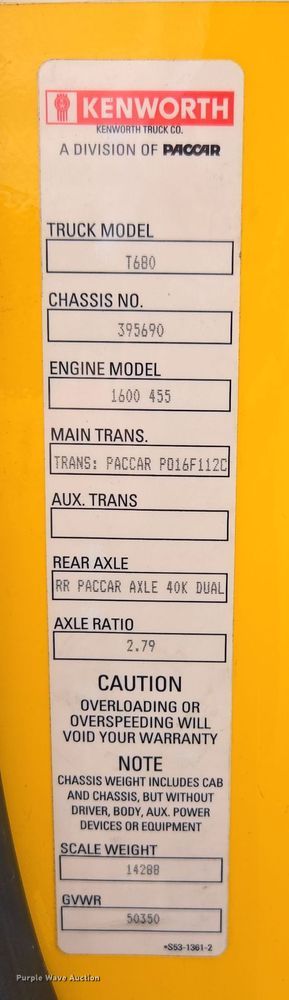 KENWORTH
KENWORTH TRUCK CO.
A DIVISION OF PACCAR
TRUCK MODEL
T680
CHASSIS NO.
395690
ENGINE MODEL
1600 455
MAIN TRANS.
TRANS: PACCAR PO16F112C
AUX. TRANS
REAR AXLE
RR PACCAR AXLE 40K DUAL
AXLE RATIO
2.79
CAUTION
OVERLOADING OR
OVERSPEEDING WILL
VOID YOUR WARRANTY
NOTE
CHASSIS WEIGHT INCLUDES CAB
AND CHASSIS, BUT WITHOUT
DRIVER, BODY, AUX. POWER
DEVICES OR EQUIPMENT
SCALE WEIGHT
14288
GVWR
50350
*S53-1361-2
Purple Wave Auction